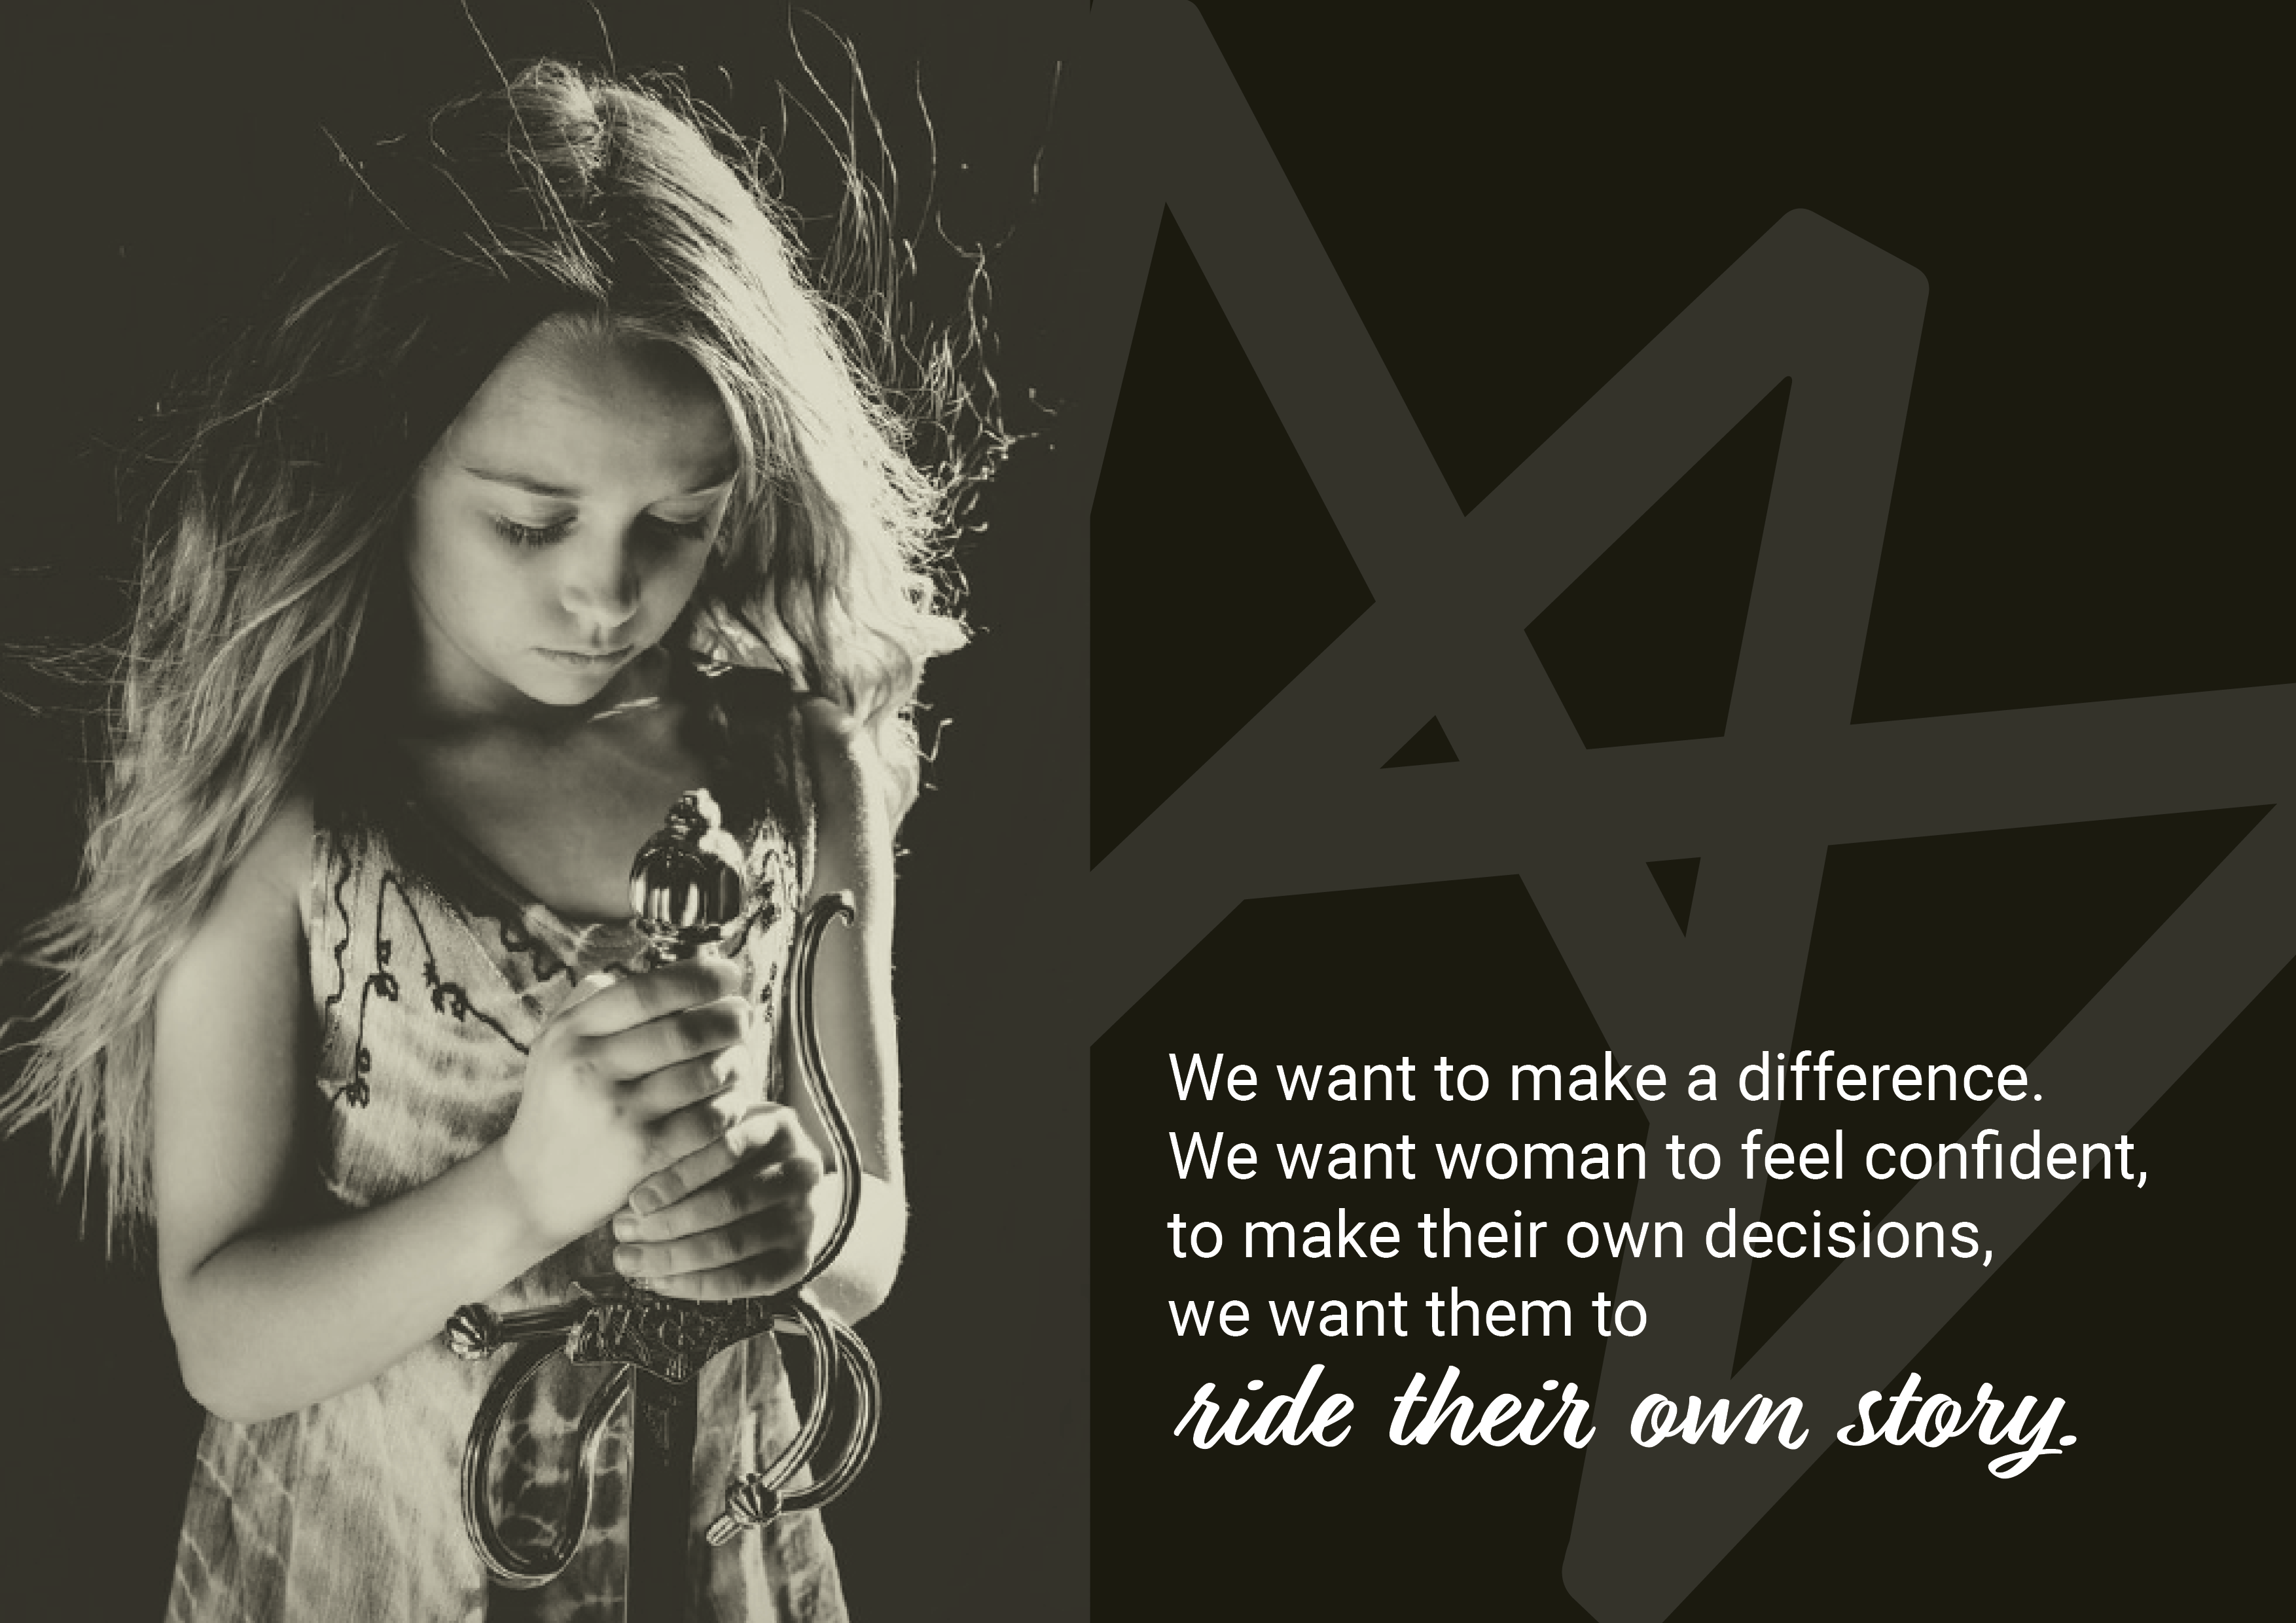 We want to make a difference.
We want woman to feel confident,
to make their own decisions,
we want them to
ride their own story.